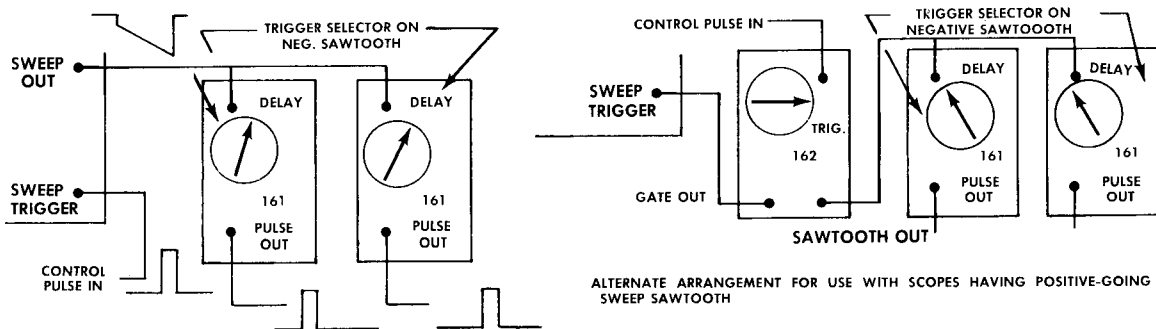 TRIGGER SELECTOR ON
NEG. SAWTOOTH
SWEEP
OUT
DELAY
DELAY
161
161
SWEEP
TRIGGER
PULSE
OUT
PULSE
OUT
CONTROL
PULSE IN
CONTROL PULSE IN
TRIGGER SELECTOR ON
NEGATIVE SAWTOOOTH
DELAY
DELAY
SWEEP
TRIGGER
TRIG.
162
161
161
GATE OUT
PULSE
OUT
PULSE
OUT
SAWTOOTH OUT
ALTERNATE ARRANGEMENT FOR USE WITH SCOPES HAVING POSITIVE-GOING
SWEEP SAWTOOTH